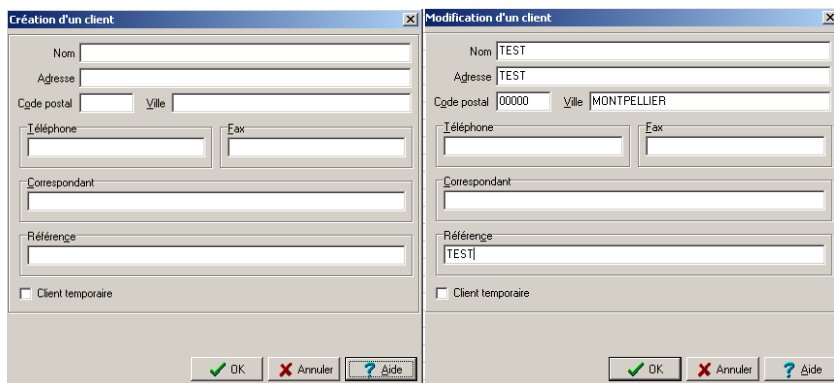 Création d'un client
Nom
Adresse
Code postal Ville
Téléphone Fax
Correspondant
Référence
Client temporaire
OK Annuler Aide
Modification d'un client
Nom TEST
Adresse TEST
Code postal 00000 Ville MONTPELLIER
Téléphone Fax
Correspondant
Référence
TEST
Client temporaire
OK Annuler Aide